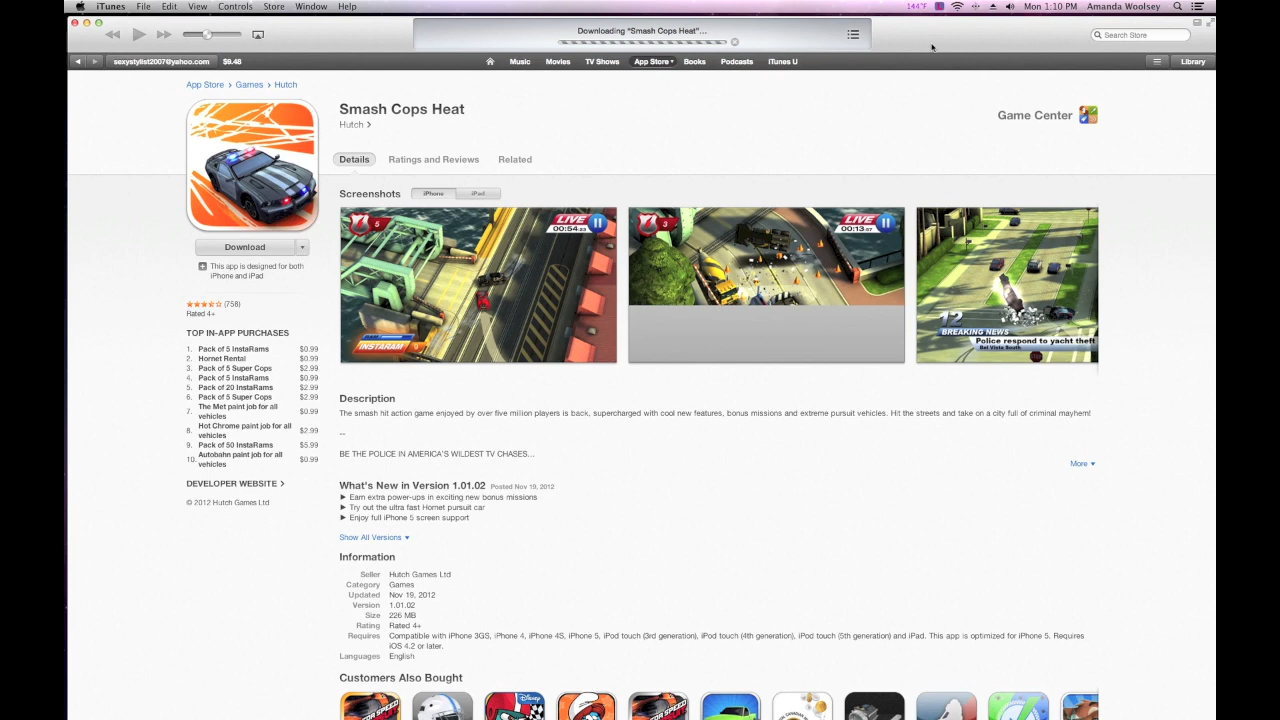 iTunes File Edit View Controls Store Window Help 144°F Mon 1:10 PM Amanda Woolsey
Downloading “Smash Cops Heat”...
Search Store
sexystylist2007@yahoo.com $9.48 Music Movies TV Shows App Store Books Podcasts iTunes U Library
App Store > Games > Hutch
Smash Cops Heat
Hutch >
Game Center
Details Ratings and Reviews Related
Screenshots iPhone iPad
5 LIVE 00:54:23
3 LIVE 00:13:57
INSTARAM
12
BREAKING NEWS
Police respond to yacht theft
Bel Vista South
Download
This app is designed for both
iPhone and iPad
(758)
Rated 4+
TOP IN-APP PURCHASES
1. Pack of 5 InstaRams $0.99
2. Hornet Rental $0.99
3. Pack of 5 Super Cops $2.99
4. Pack of 5 InstaRams $0.99
5. Pack of 20 InstaRams $2.99
6. Pack of 5 Super Cops $2.99
7. The Met paint job for all
vehicles $0.99
8. Hot Chrome paint job for all
vehicles $2.99
9. Pack of 50 InstaRams $5.99
10. Autobahn paint job for all
vehicles $0.99
DEVELOPER WEBSITE >
© 2012 Hutch Games Ltd
Description
The smash hit action game enjoyed by over five million players is back, supercharged with cool new features, bonus missions and extreme pursuit vehicles. Hit the streets and take on a city full of criminal mayhem!
--
BE THE POLICE IN AMERICA'S WILDEST TV CHASES...
More
What's New in Version 1.01.02 Posted Nov 19, 2012
► Earn extra power-ups in exciting new bonus missions
► Try out the ultra fast Hornet pursuit car
► Enjoy full iPhone 5 screen support
Show All Versions
Information
Seller Hutch Games Ltd
Category Games
Updated Nov 19, 2012
Version 1.01.02
Size 226 MB
Rating Rated 4+
Requires Compatible with iPhone 3GS, iPhone 4, iPhone 4S, iPhone 5, iPod touch (3rd generation), iPod touch (4th generation), iPod touch (5th generation) and iPad. This app is optimized for iPhone 5. Requires
iOS 4.2 or later.
Languages English
Customers Also Bought
Disney